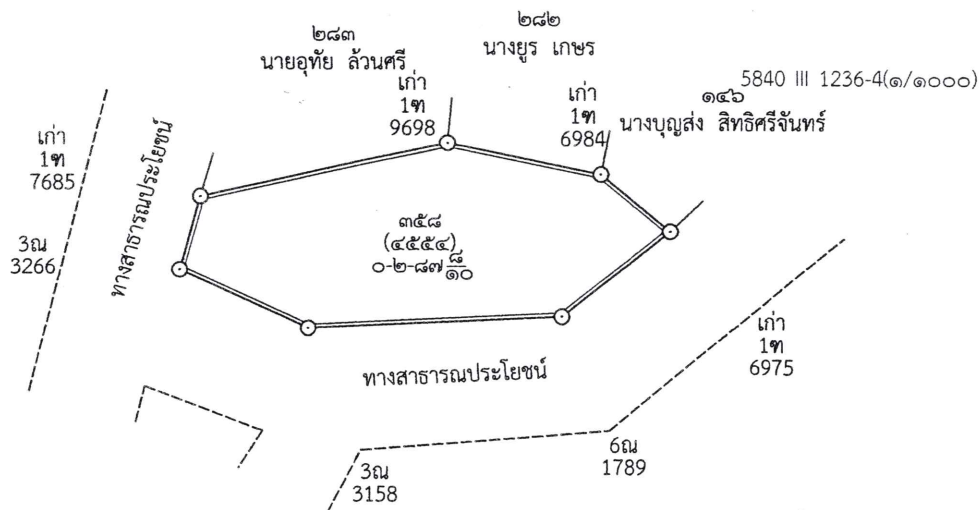 ๒๘๓
นายอุทัย ล้วนศรี
๒๘๒
นางยูร เกษร
5840 III 1236-4(๑/๑๐๐๐)
๑๔๖
นางบุญส่ง สิทธิศรีจันทร์
เก่า
1ฑ
9698
เก่า
1ฑ
6984
เก่า
1ฑ
7685
ทางสาธารณประโยชน์
3ณ
3266
๓๕๘
(๔๕๕๔)
๐-๒-๘๗ ๘/๑๐
เก่า
1ฑ
6975
ทางสาธารณประโยชน์
6ณ
1789
3ณ
3158